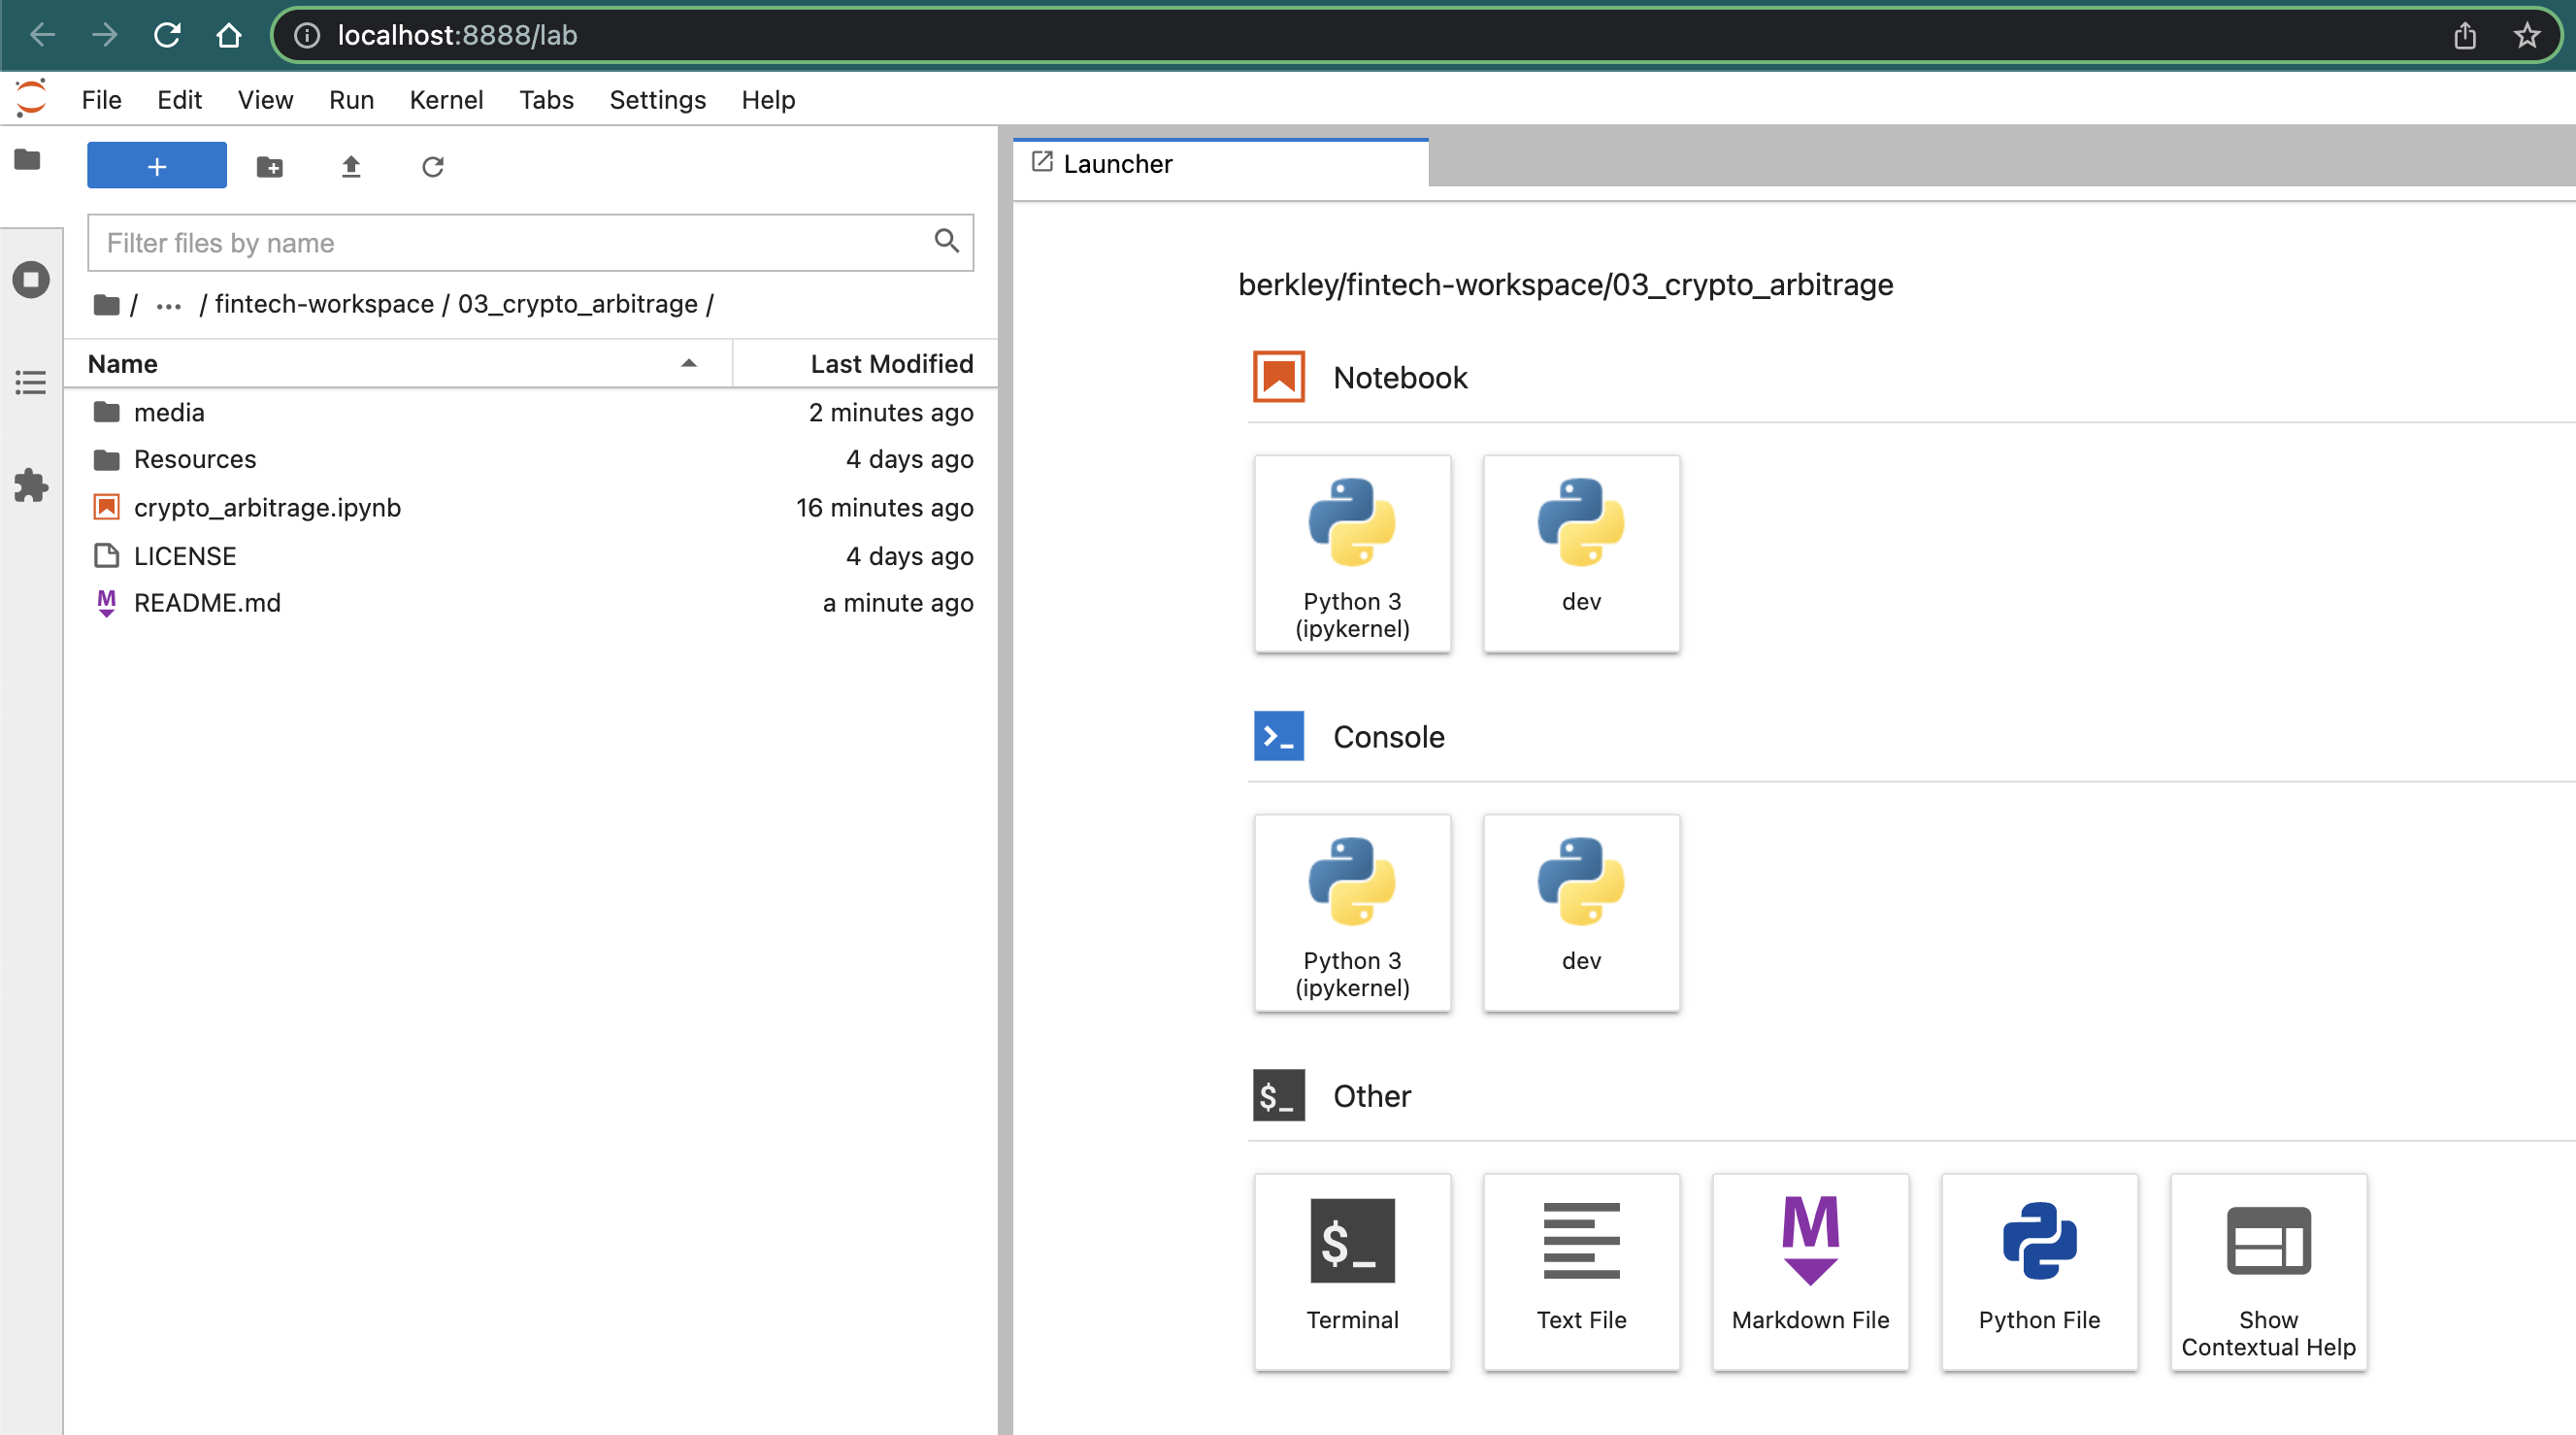 localhost:8888/lab
File Edit View Run Kernel Tabs Settings Help
+
Filter files by name
/ ... / fintech-workspace / 03_crypto_arbitrage /
Name Last Modified
media 2 minutes ago
Resources 4 days ago
crypto_arbitrage.ipynb 16 minutes ago
LICENSE 4 days ago
M README.md a minute ago
Launcher
berkley/fintech-workspace/03_crypto_arbitrage
Notebook
Python 3
(ipykernel)
dev
>_ Console
Python 3
(ipykernel)
dev
$_ Other
$_
Terminal
Text File
M
Markdown File
Python File
Show
Contextual Help